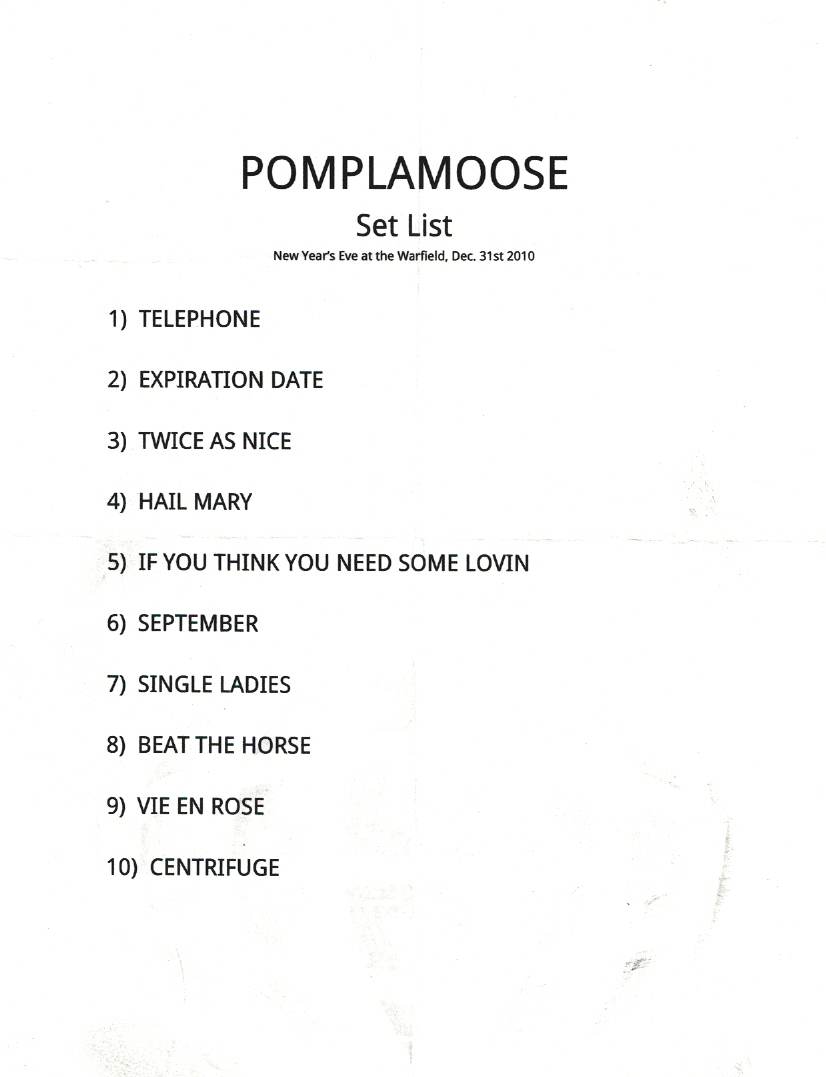 POMPLAMOOSE
Set List
New Year's Eve at the Warfield, Dec. 31st 2010
1) TELEPHONE
2) EXPIRATION DATE
3) TWICE AS NICE
4) HAIL MARY
5) IF YOU THINK YOU NEED SOME LOVIN
6) SEPTEMBER
7) SINGLE LADIES
8) BEAT THE HORSE
9) VIE EN ROSE
10) CENTRIFUGE